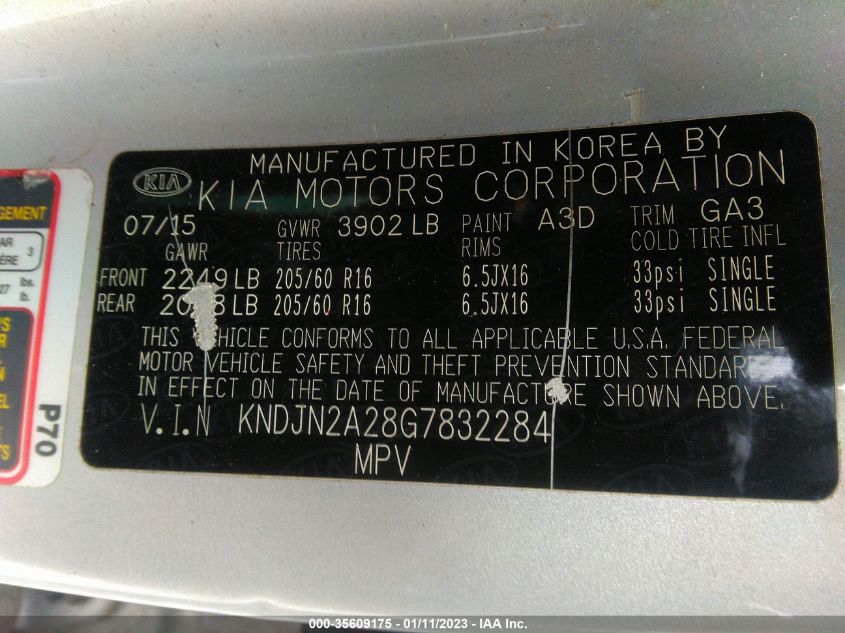 MANUFACTURED IN KOREA BY
KIA KIA MOTORS CORPORATION
07/15 GVWR 3902 LB PAINT A3D TRIM GA3
GAWR TIRES RIMS COLD TIRE INFL
FRONT 2249 LB 205/60 R16 6.5JX16 33psi SINGLE
REAR LB 205/60 R16 6.5JX16 33psi SINGLE
THIS VEHICLE CONFORMS TO ALL APPLICABLE U.S.A. FEDERAL
MOTOR VEHICLE SAFETY AND THEFT PREVENTION STANDARDS
IN EFFECT ON THE DATE OF MANUFACTURE SHOWN ABOVE.
V.I.N KNDJN2A28G7832284
MPV
P70
000-35609175 - 01/11/2023 - IAA Inc.